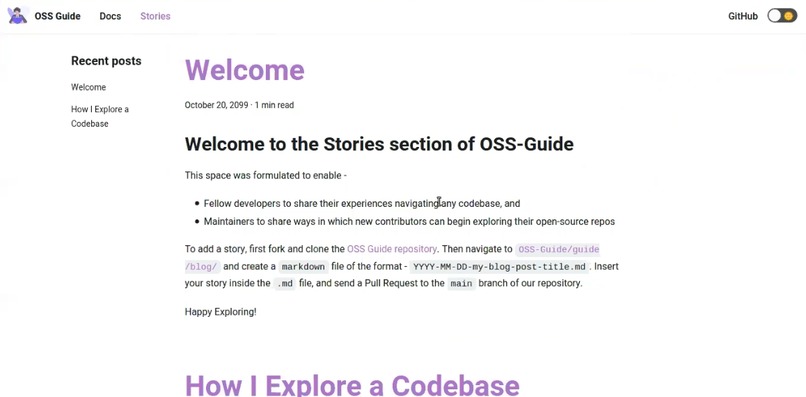 OSS Guide Docs Stories GitHub
Recent posts
Welcome
How I Explore a
Codebase
Welcome
October 20, 2099 · 1 min read
Welcome to the Stories section of OSS-Guide
This space was formulated to enable -
Fellow developers to share their experiences navigating any codebase, and
Maintainers to share ways in which new contributors can begin exploring their open-source repos
To add a story, first fork and clone the OSS Guide repository. Then navigate to OSS-Guide/guide
/blog/ and create a markdown file of the format - YYYY-MM-DD-my-blog-post-title.md . Insert
your story inside the .md file, and send a Pull Request to the main branch of our repository.
Happy Exploring!
How I Explore a Codebase